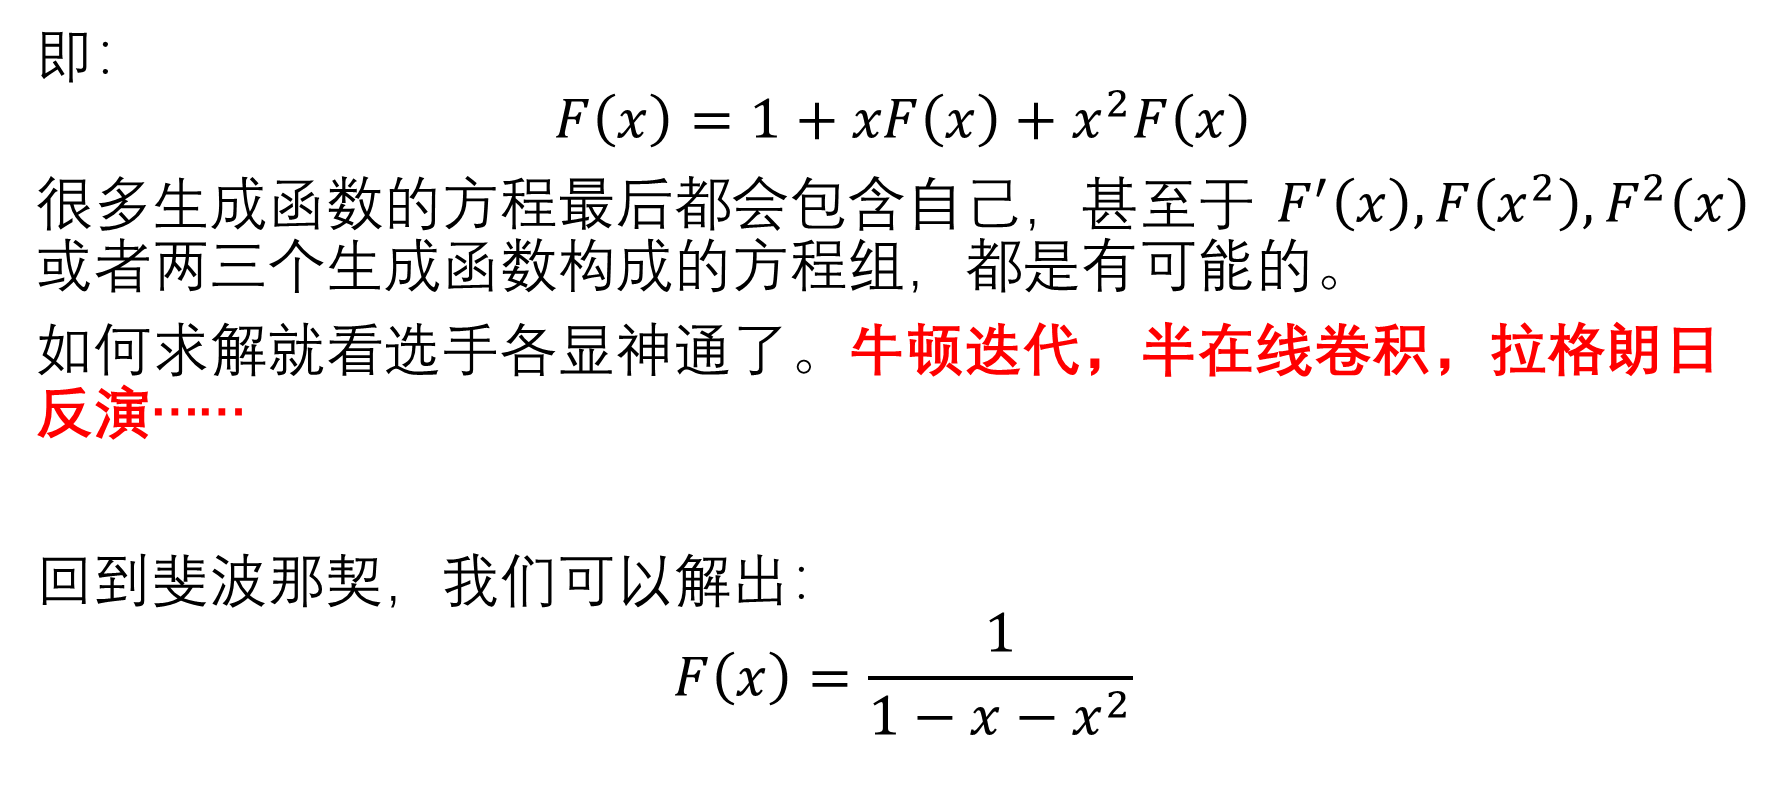 即：
F(x) = 1 + xF(x) + x²F(x)
很多生成函数的方程最后都会包含自己，甚至于 F′(x), F(x²), F²(x)
或者两三个生成函数构成的方程组，都是有可能的。
如何求解就看选手各显神通了。牛顿迭代，半在线卷积，拉格朗日
反演……
回到斐波那契，我们可以解出：
F(x) = 1 / (1 − x − x²)